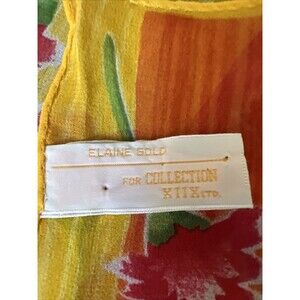 ELAINE GOLD
FOR COLLECTION
XIIX LTD.